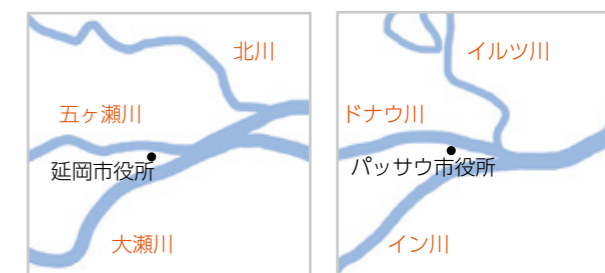 北川
五ヶ瀬川
延岡市役所
大瀬川
イルツ川
ドナウ川
パッサウ市役所
イン川